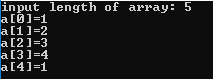 input length of array: 5
a[0]=1
a[1]=2
a[2]=3
a[3]=4
a[4]=1